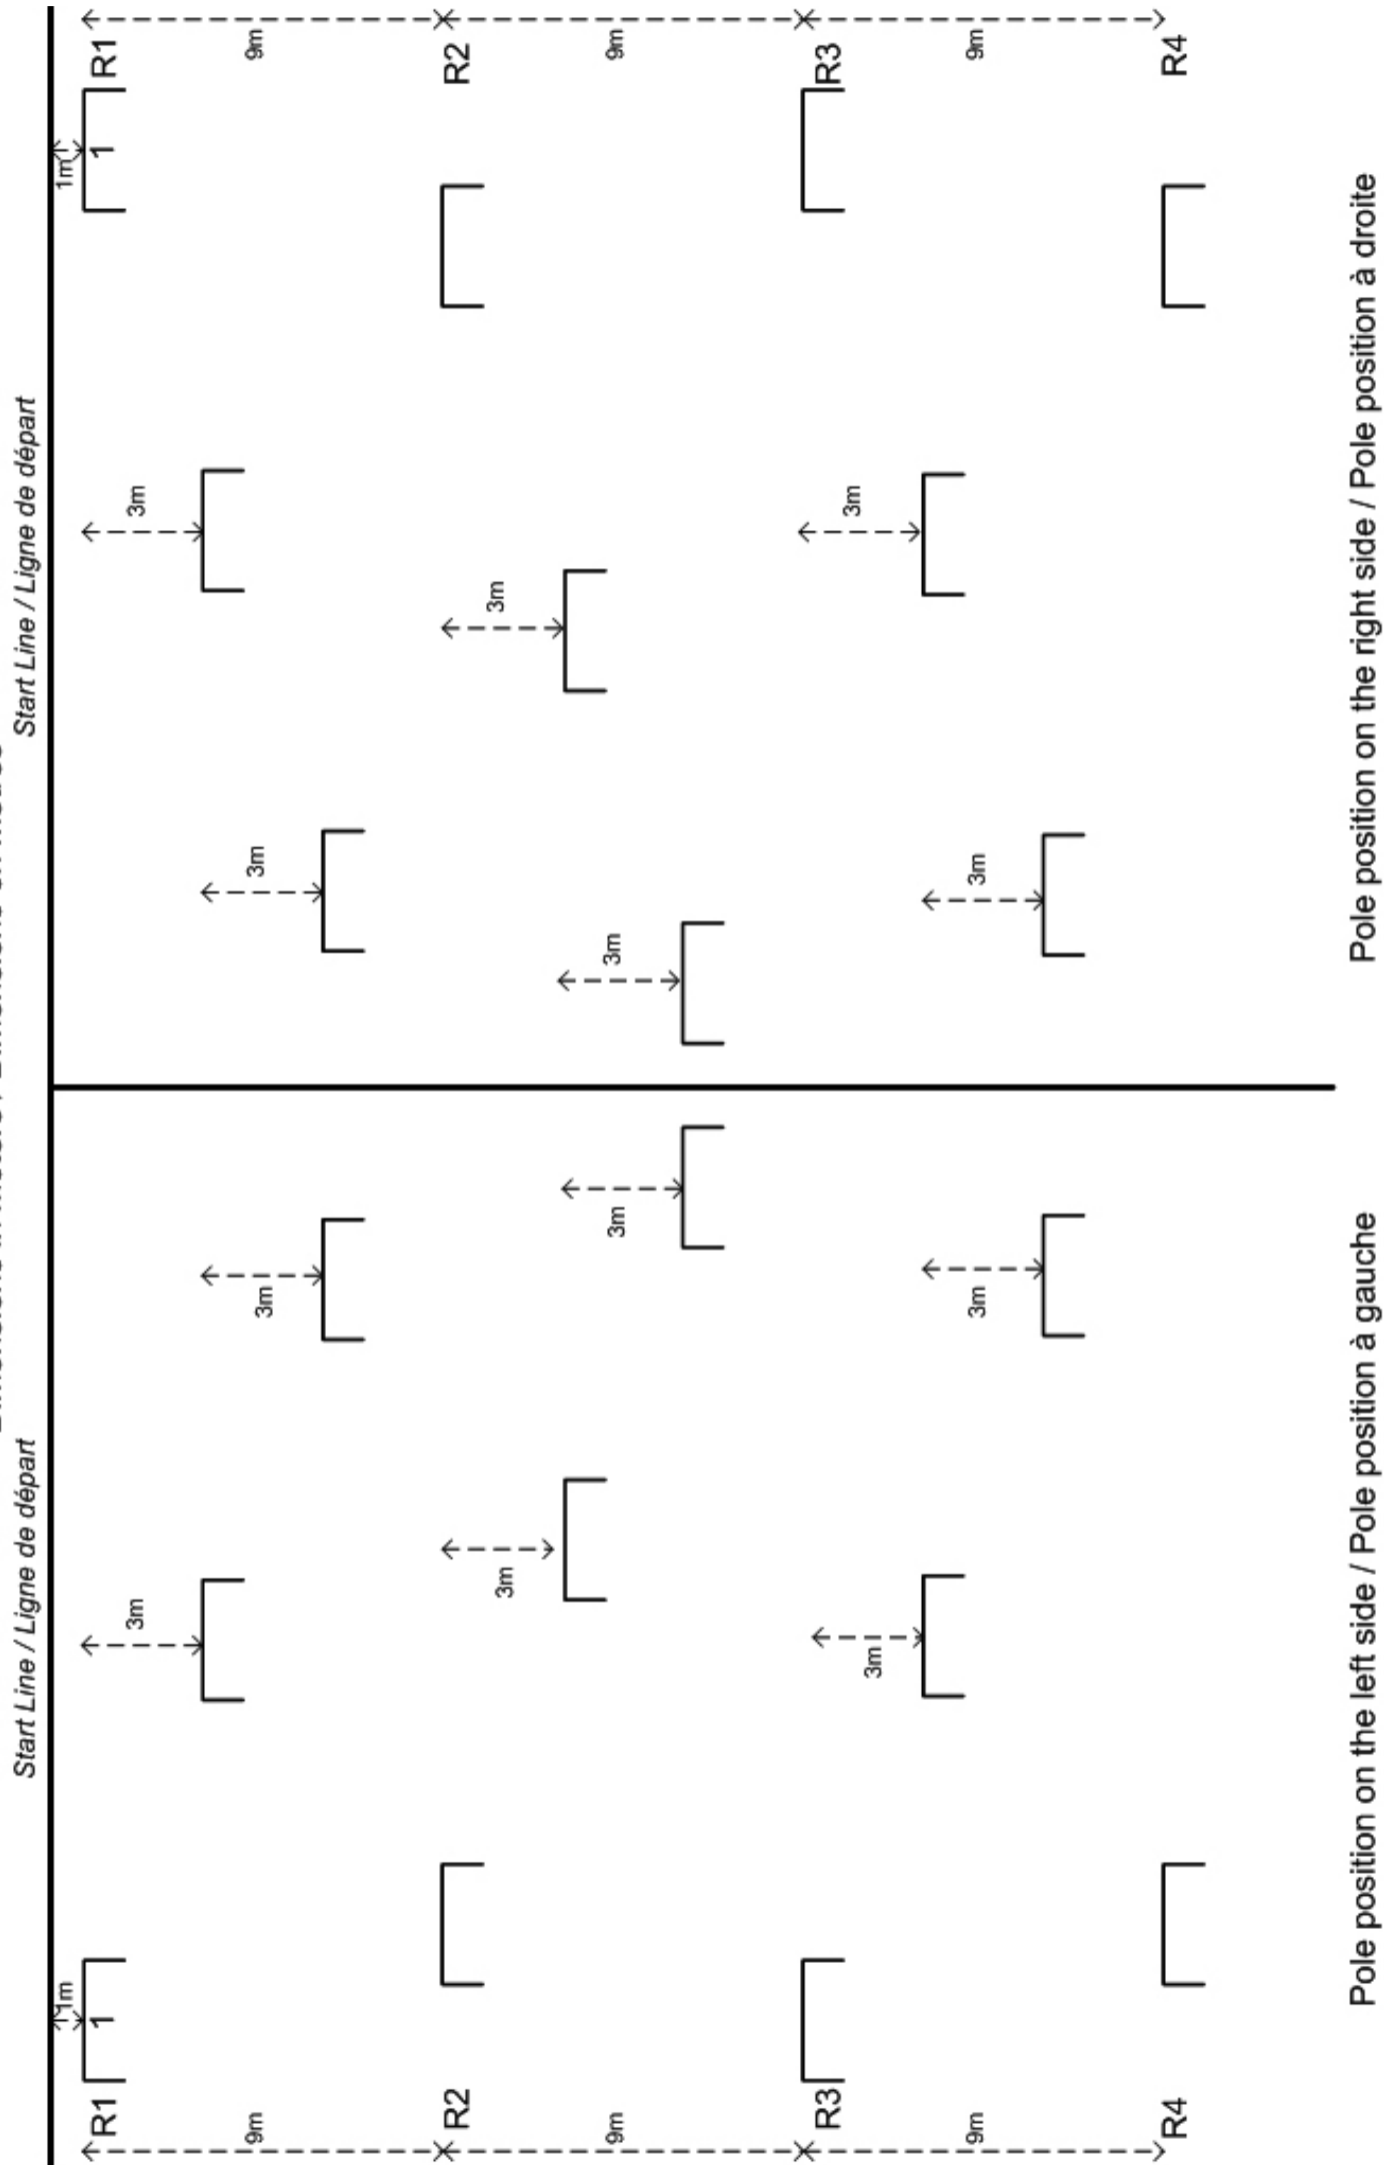 Start Line / Ligne de départ
Start Line / Ligne de départ
1m
1m
R1
1
1
R1
3m
3m
9m
3m
3m
9m
R2
R2
3m
3m
9m
3m
3m
9m
R3
R3
3m
3m
9m
3m
3m
9m
R4
R4
Pole position on the left side / Pole position à gauche
Pole position on the right side / Pole position à droite